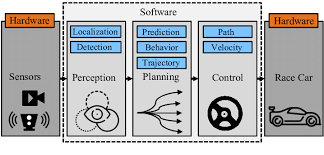 Software
Hardware
Hardware
Localization
Detection
Prediction
Behavior
Trajectory
Path
Velocity
Sensors
Perception
Planning
Control
Race Car